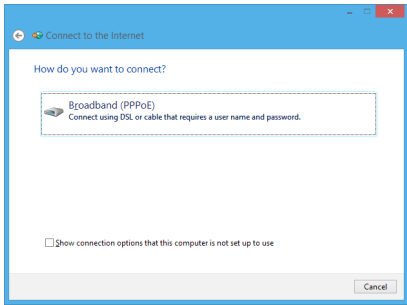 Connect to the Internet
How do you want to connect?
Broadband (PPPoE)
Connect using DSL or cable that requires a user name and password.
Show connection options that this computer is not set up to use
Cancel